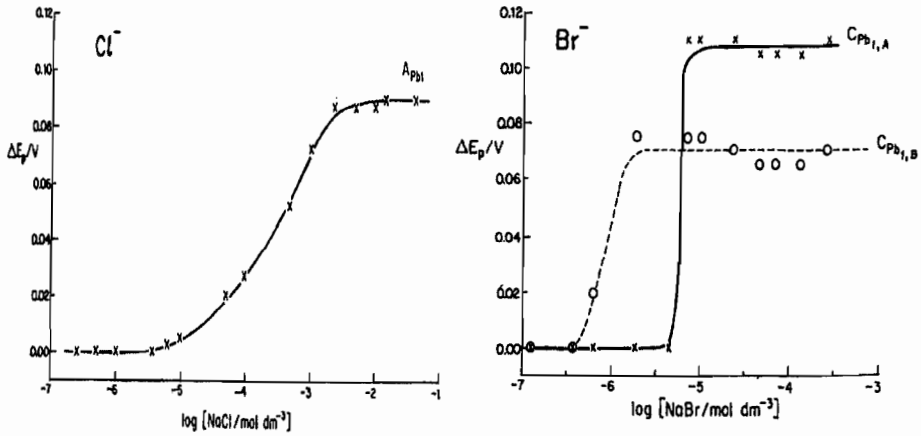 Cl⁻
A_Pb1
ΔE_p/V
0.12
0.10
0.08
0.06
0.04
0.02
0.00
-7
-6
-5
-4
-3
-2
-1
log [NaCl/mol dm⁻³]
Br⁻
C_Pb1,A
C_Pb1,B
ΔE_p/V
0.12
0.10
0.08
0.06
0.04
0.02
0.00
-7
-6
-5
-4
-3
log [NaBr/mol dm⁻³]